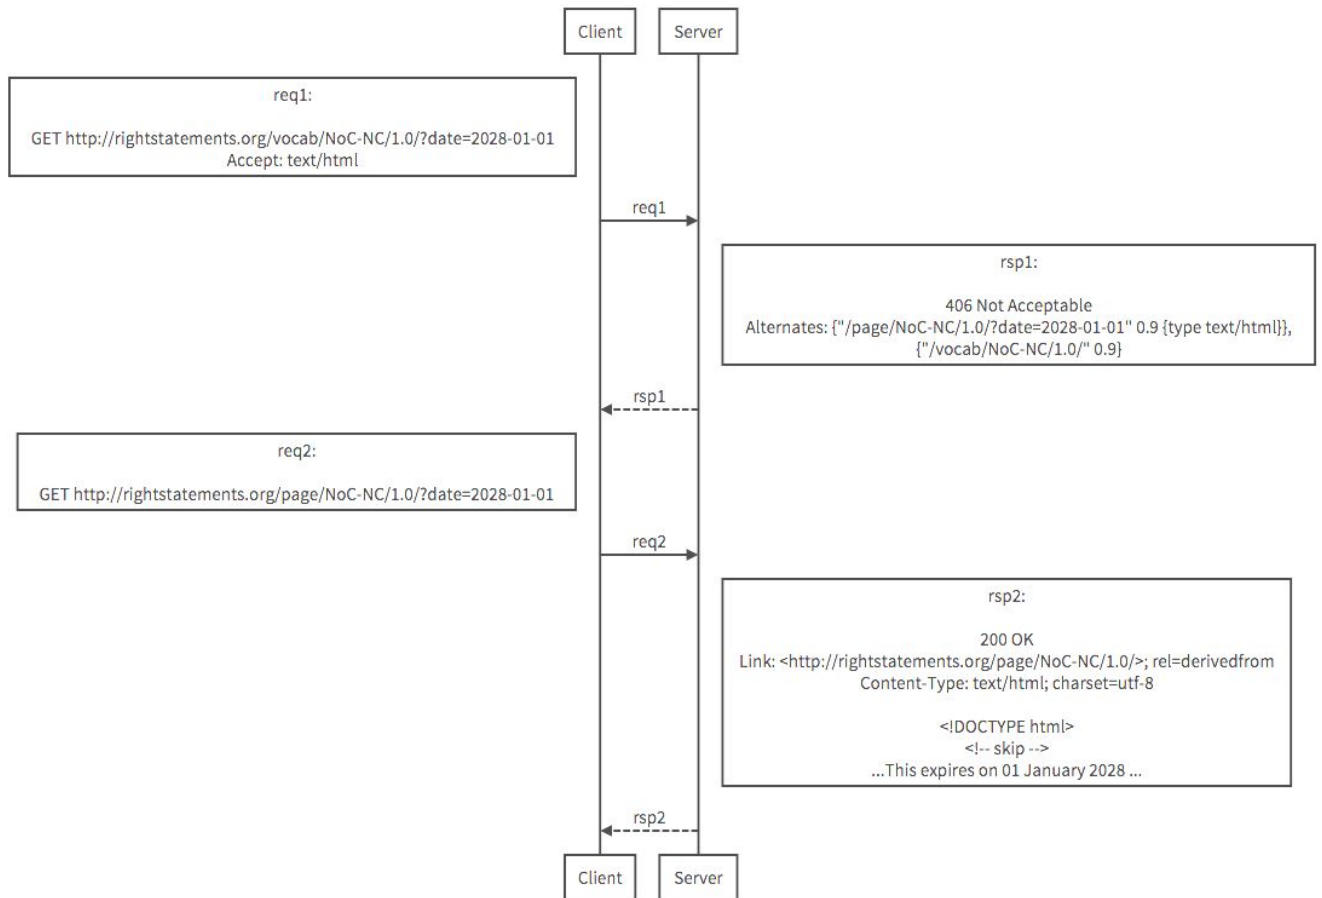 Client
Server
req1:
GET http://rightstatements.org/vocab/NoC-NC/1.0/?date=2028-01-01
Accept: text/html
req1
rsp1:
406 Not Acceptable
Alternates: {"/page/NoC-NC/1.0/?date=2028-01-01" 0.9 {type text/html}},
{"/vocab/NoC-NC/1.0/" 0.9}
rsp1
req2:
GET http://rightstatements.org/page/NoC-NC/1.0/?date=2028-01-01
req2
rsp2:
200 OK
Link: <http://rightstatements.org/page/NoC-NC/1.0/>; rel=derivedfrom
Content-Type: text/html; charset=utf-8
<!DOCTYPE html>
<!-- skip -->
...This expires on 01 January 2028 ...
rsp2
Client
Server